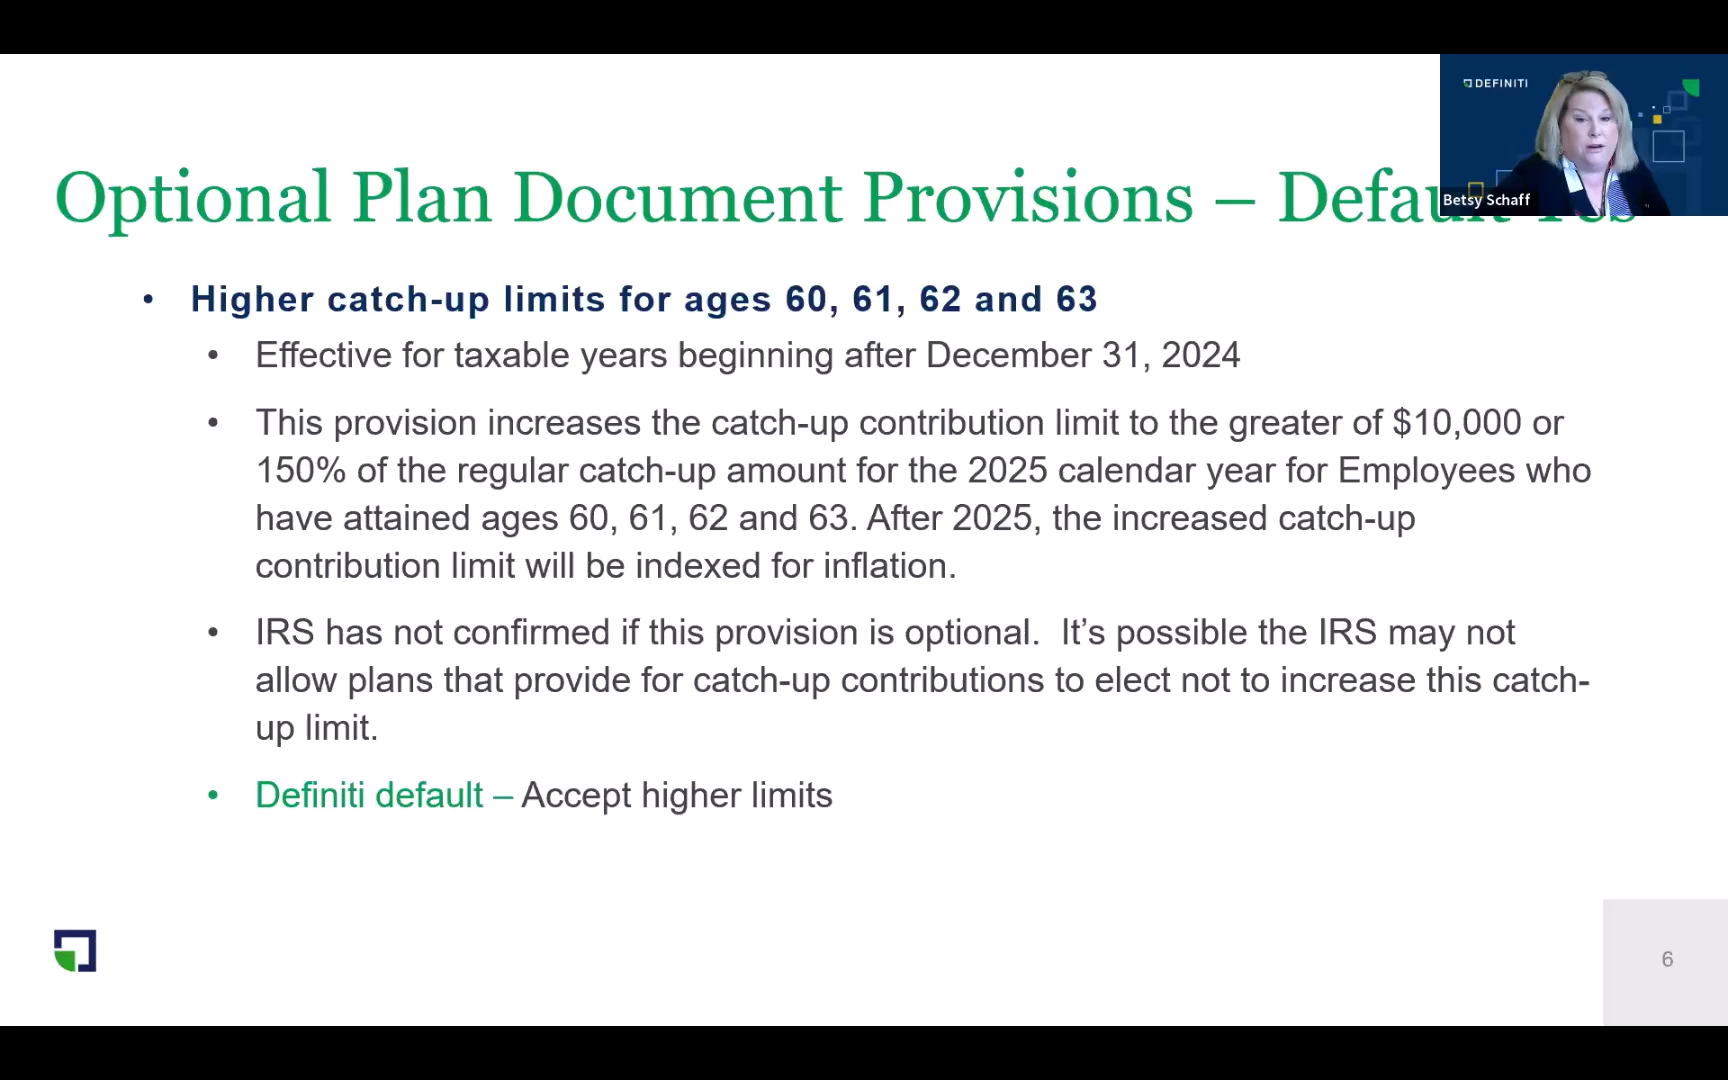 DEFINITI
Betsy Schaff
Optional Plan Document Provisions – Default Yes
• Higher catch-up limits for ages 60, 61, 62 and 63
• Effective for taxable years beginning after December 31, 2024
• This provision increases the catch-up contribution limit to the greater of $10,000 or
150% of the regular catch-up amount for the 2025 calendar year for Employees who
have attained ages 60, 61, 62 and 63. After 2025, the increased catch-up
contribution limit will be indexed for inflation.
• IRS has not confirmed if this provision is optional.  It’s possible the IRS may not
allow plans that provide for catch-up contributions to elect not to increase this catch-
up limit.
• Definiti default – Accept higher limits
6